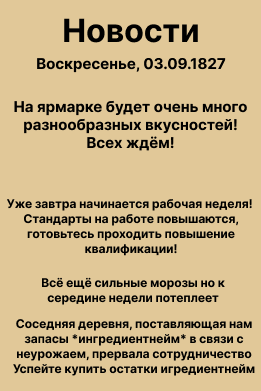 Новости
Воскресенье, 03.09.1827
На ярмарке будет очень много
разнообразных вкусностей!
Всех ждём!
Уже завтра начинается рабочая неделя!
Стандарты на работе повышаются,
готовьтесь проходить повышение
квалификации!
Всё ещё сильные морозы но к
середине недели потеплеет
Соседняя деревня, поставляющая нам
запасы *ингредиентнейм* в связи с
неурожаем, прервала сотрудничество
Успейте купить остатки игредиентнейм